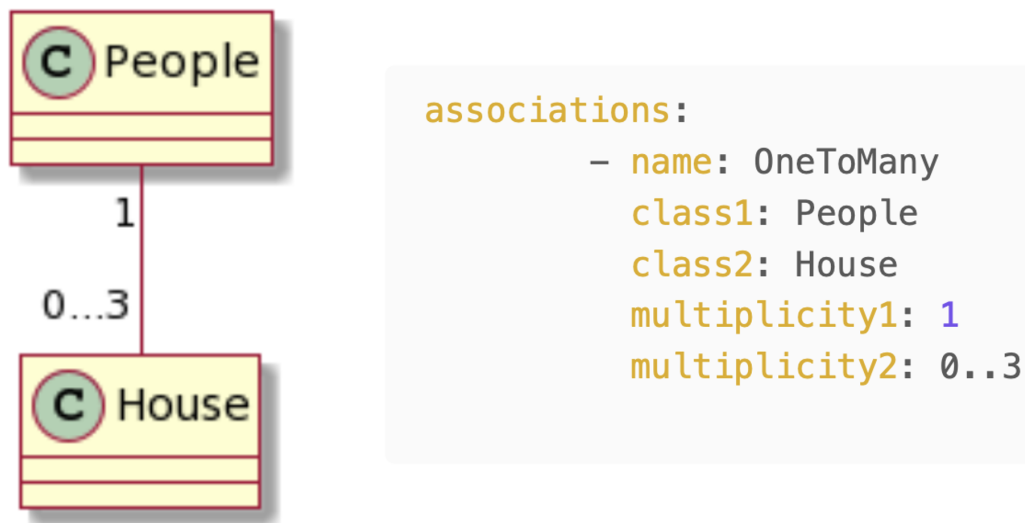 C People
1
0...3
C House
associations:
- name: OneToMany
class1: People
class2: House
multiplicity1: 1
multiplicity2: 0..3